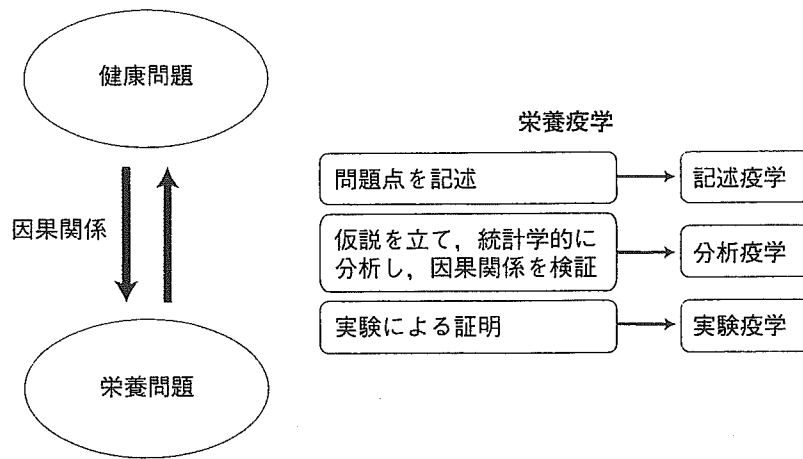 健康問題
因果関係
栄養問題
栄養疫学
問題点を記述
記述疫学
仮説を立て，統計学的に
分析し，因果関係を検証
分析疫学
実験による証明
実験疫学